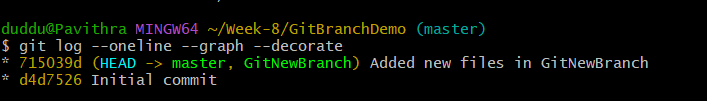 duddu@Pavithra MINGW64 ~/Week-8/GitBranchDemo (master)
$ git log --oneline --graph --decorate
* 715039d (HEAD -> master, GitNewBranch) Added new files in GitNewBranch
* d4d7526 Initial commit